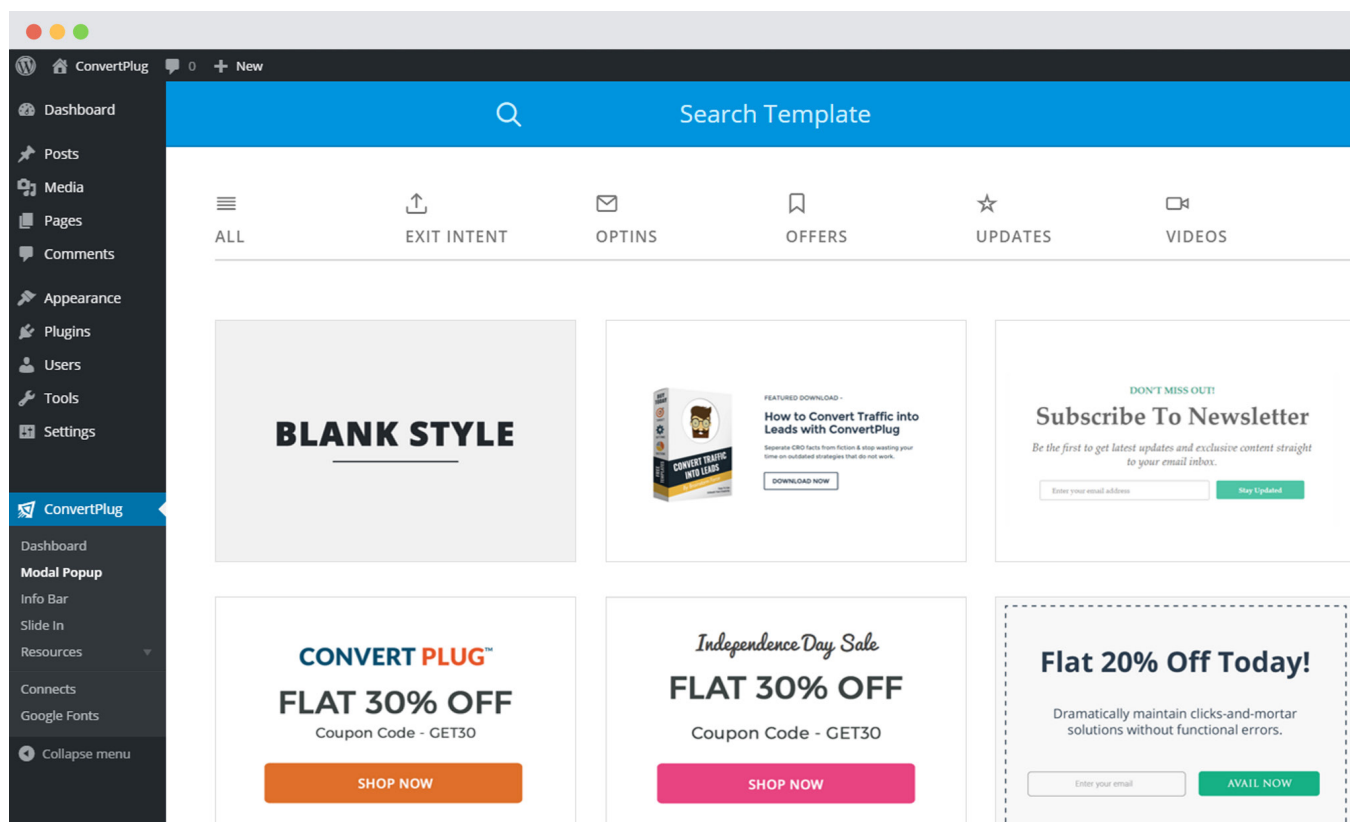 ConvertPlug 0 New
Dashboard
Posts
Media
Pages
Comments
Appearance
Plugins
Users
Tools
Settings
ConvertPlug
Dashboard
Modal Popup
Info Bar
Slide In
Resources
Connects
Google Fonts
Collapse menu
Search Template
ALL EXIT INTENT OPTINS OFFERS UPDATES VIDEOS
BLANK STYLE
CONVERT TRAFFIC
INTO LEADS
FEATURED DOWNLOAD -
How to Convert Traffic into
Leads with ConvertPlug
Seperate CRO facts from fiction & stop wasting your
time on outdated strategies that do not work.
DOWNLOAD NOW
DON'T MISS OUT!
Subscribe To Newsletter
Be the first to get latest updates and exclusive content straight
to your email inbox.
Enter your email address Stay Updated
CONVERT PLUG™
FLAT 30% OFF
Coupon Code - GET30
SHOP NOW
Independence Day Sale
FLAT 30% OFF
Coupon Code - GET30
SHOP NOW
Flat 20% Off Today!
Dramatically maintain clicks-and-mortar
solutions without functional errors.
Enter your email AVAIL NOW